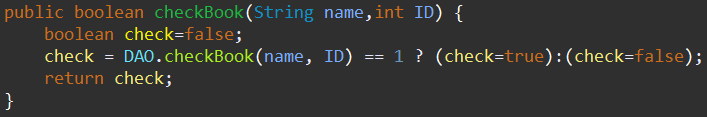 public boolean checkBook(String name,int ID) {
boolean check=false;
check = DAO.checkBook(name, ID) == 1 ? (check=true):(check=false);
return check;
}